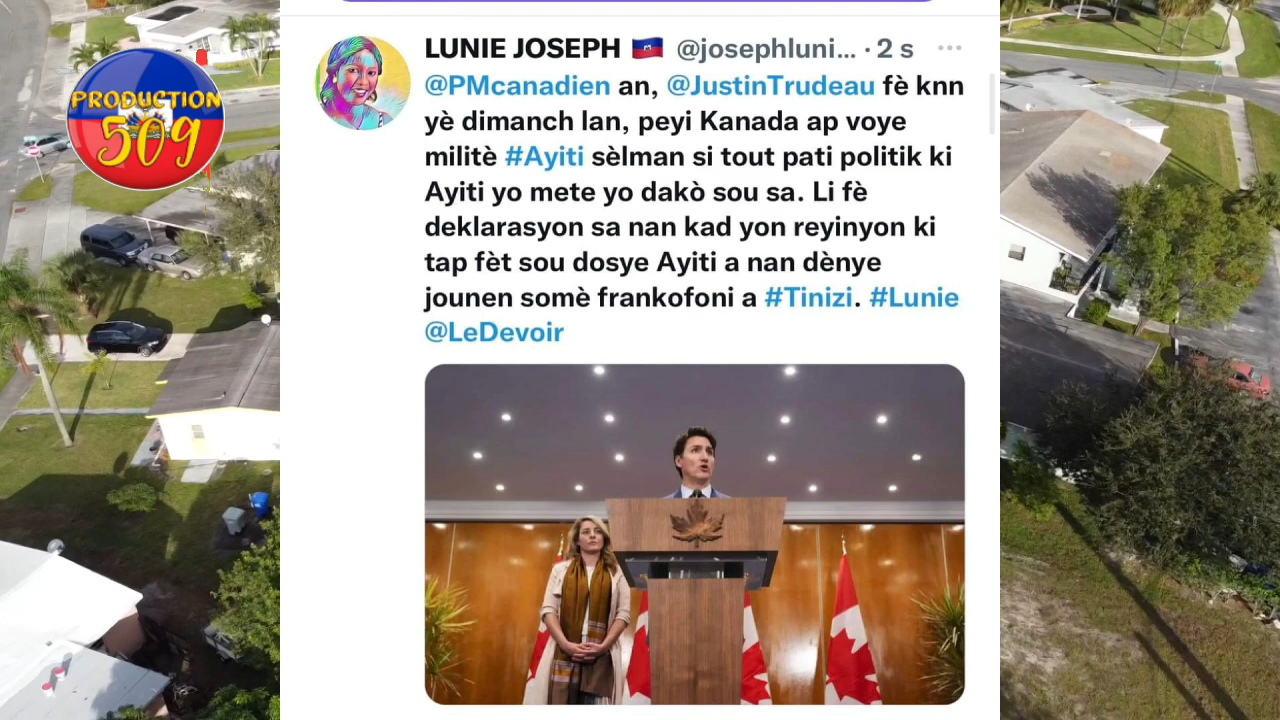 PRODUCTION
509
LUNIE JOSEPH 🇭🇹 @josephluni... · 2 s ...
@PMcanadien an, @JustinTrudeau fè knn
yè dimanch lan, peyi Kanada ap voye
militè #Ayiti sèlman si tout pati politik ki
Ayiti yo mete yo dakò sou sa. Li fè
deklarasyon sa nan kad yon reyinyon ki
tap fèt sou dosye Ayiti a nan dènye
jounen somè frankofoni a #Tinizi. #Lunie
@LeDevoir